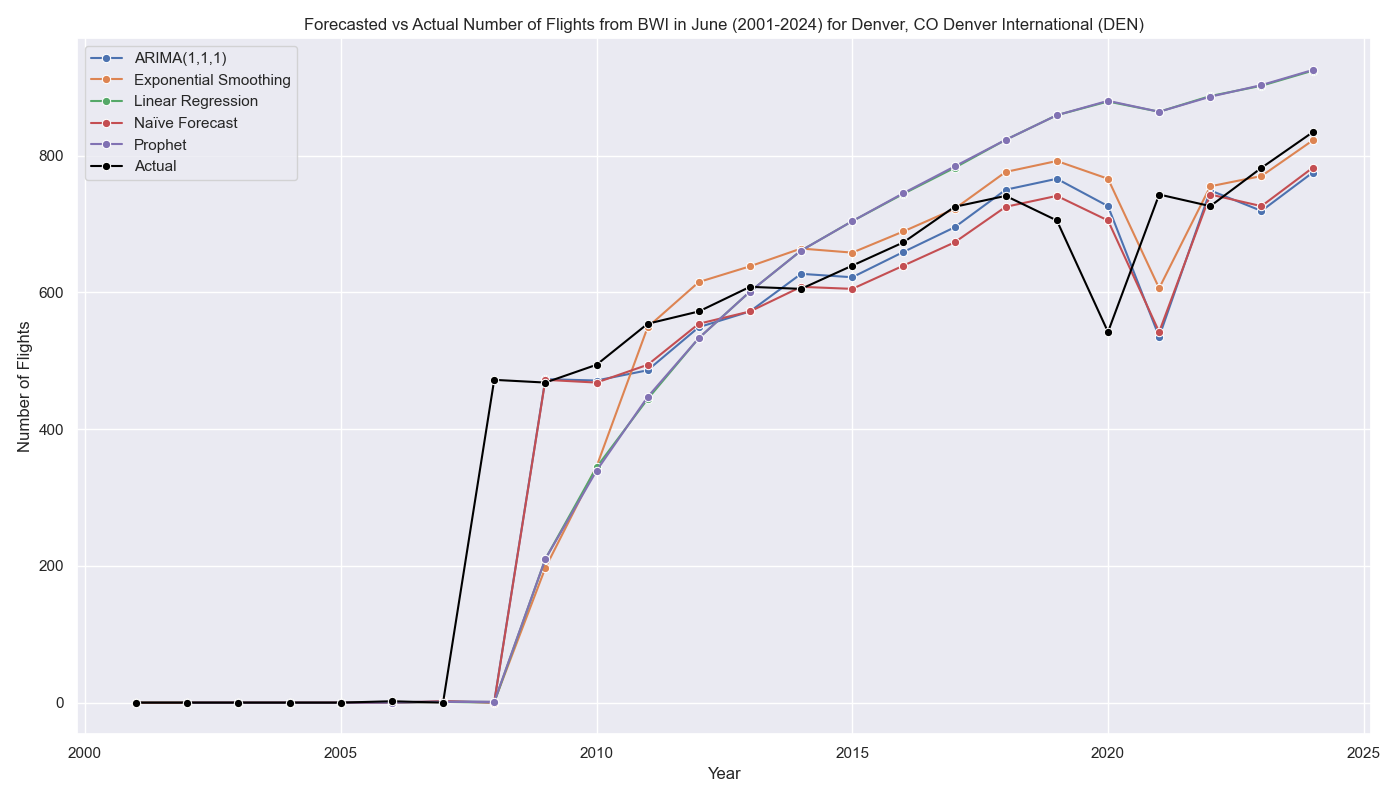 Forecasted vs Actual Number of Flights from BWI in June (2001-2024) for Denver, CO Denver International (DEN)
ARIMA(1,1,1)
Exponential Smoothing
Linear Regression
Naïve Forecast
Prophet
Actual
Number of Flights
800
600
400
200
0
2000 2005 2010 2015 2020 2025
Year